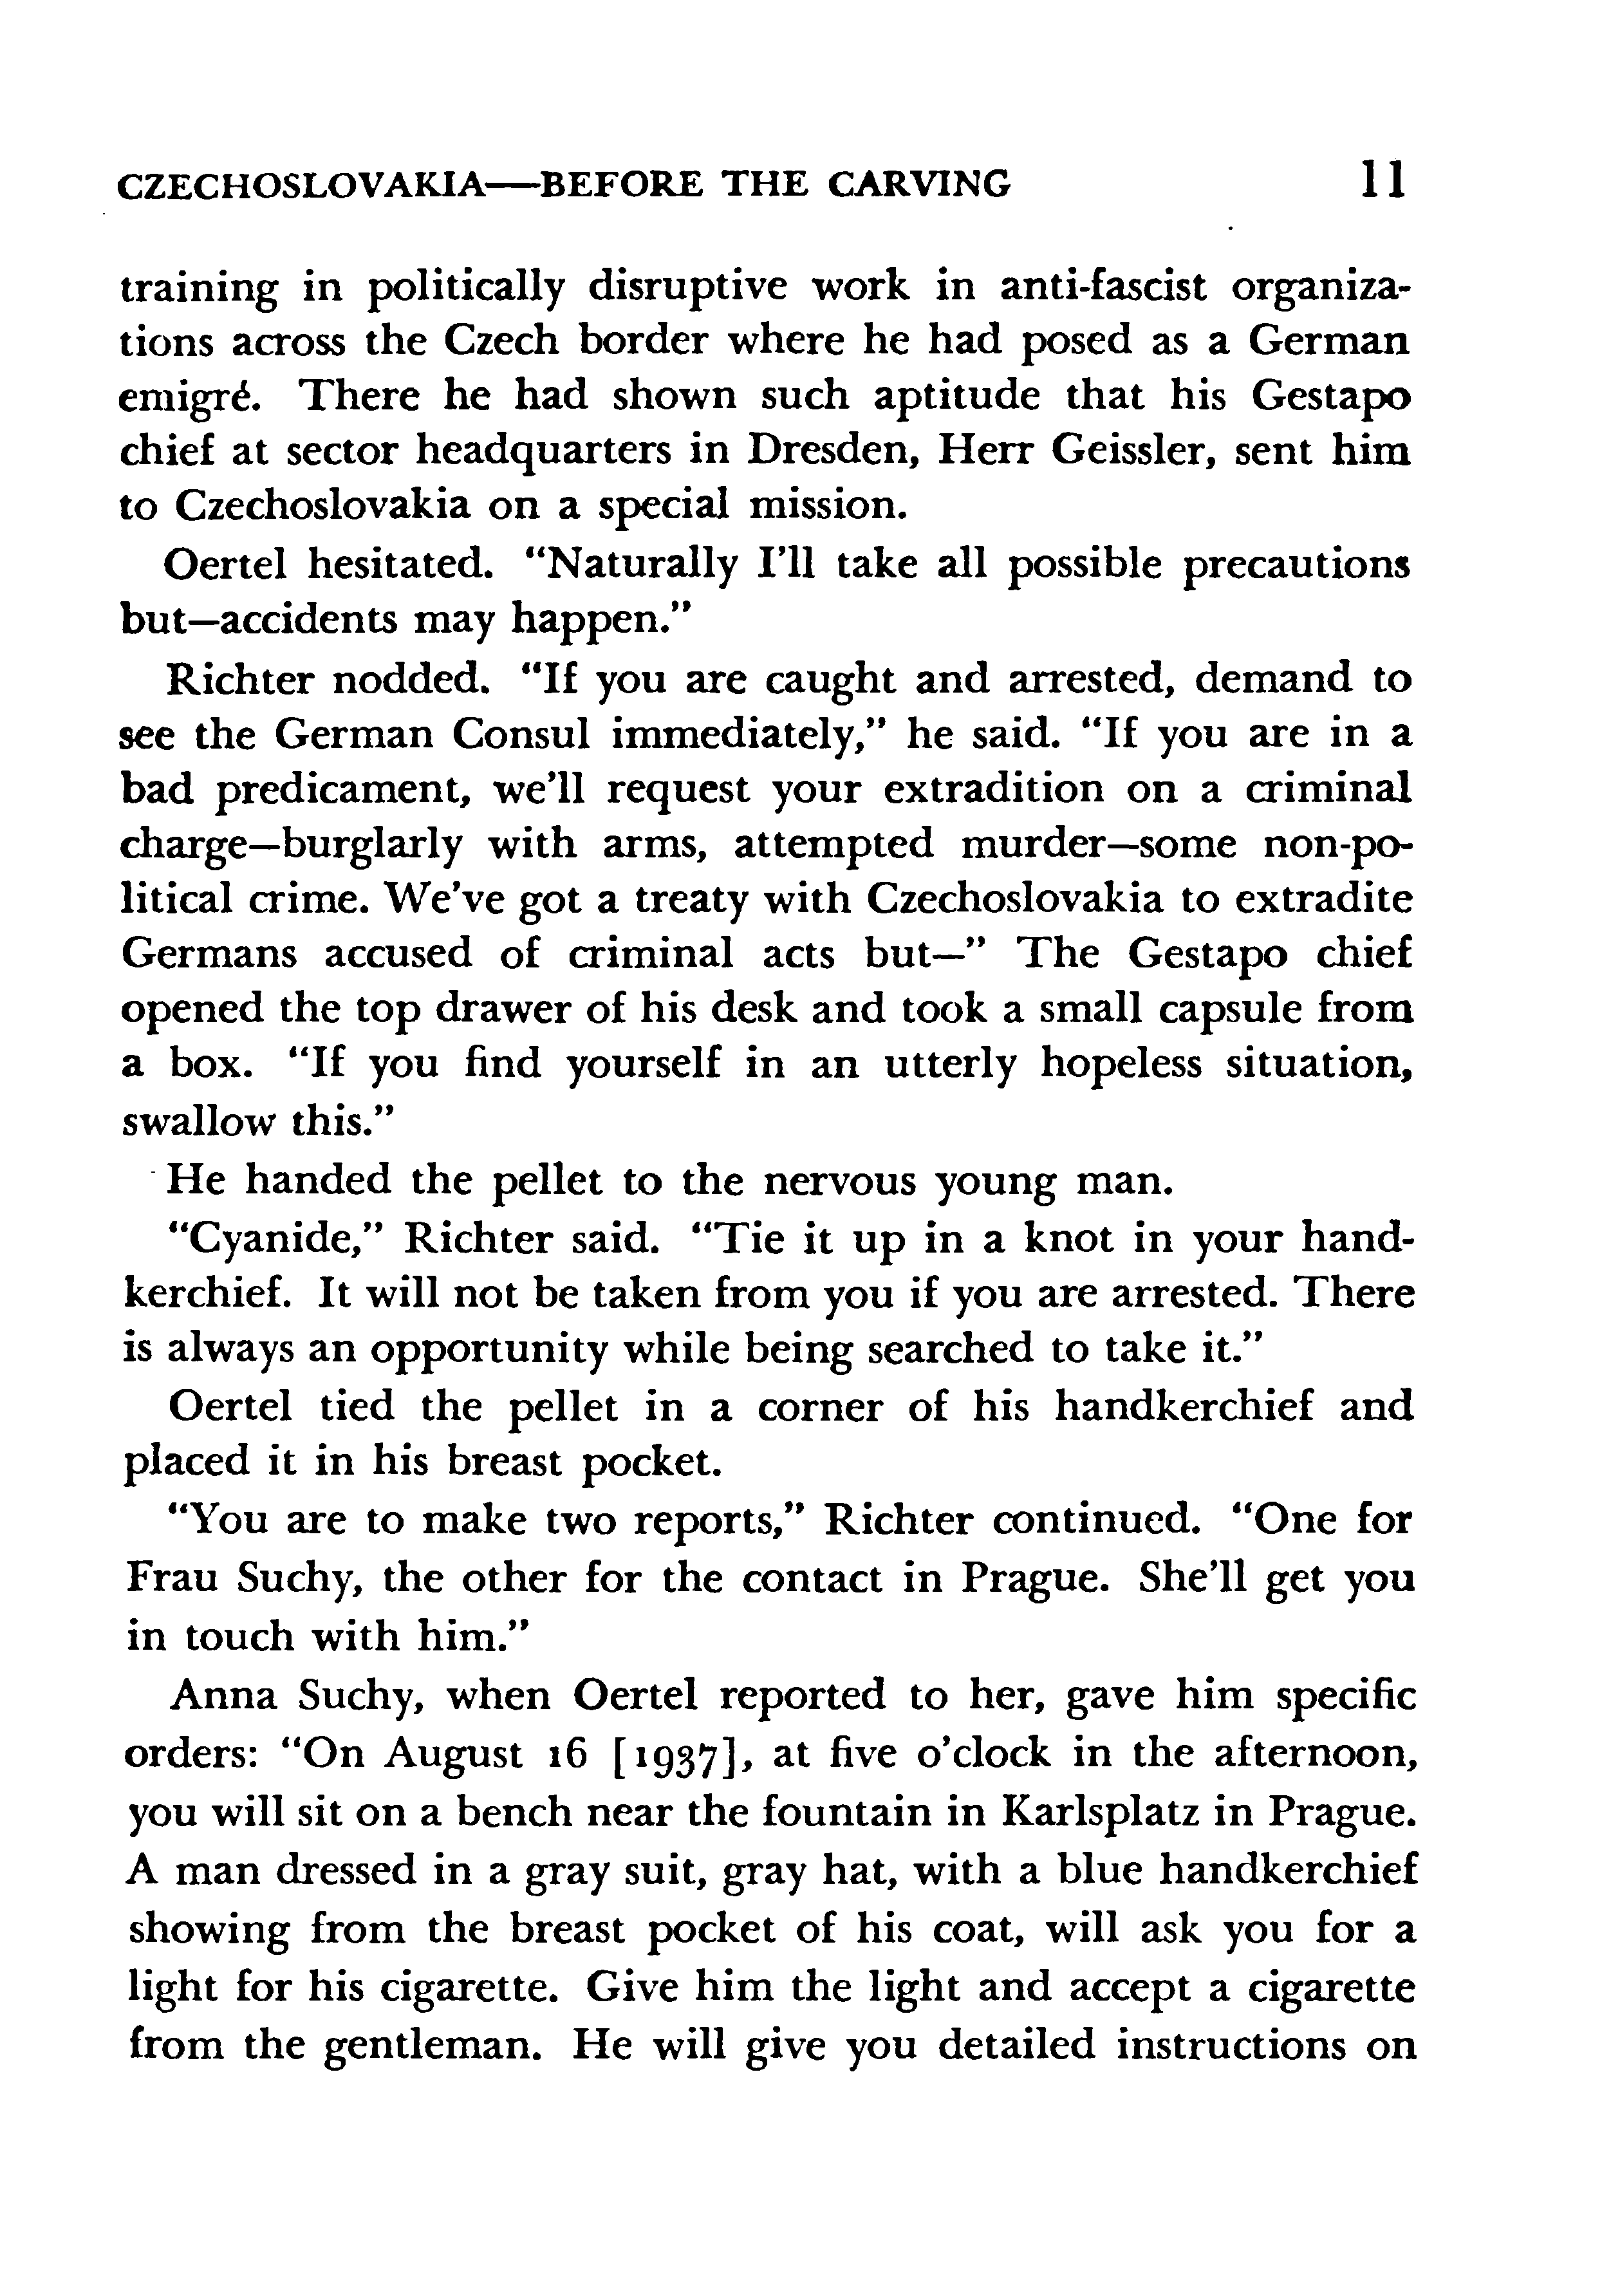 CZECHOSLOVAKIA—BEFORE THE CARVING 11
training in politically disruptive work in anti-fascist organiza-
tions across the Czech border where he had posed as a German
emigré. There he had shown such aptitude that his Gestapo
chief at sector headquarters in Dresden, Herr Geissler, sent him
to Czechoslovakia on a special mission.
Oertel hesitated. “Naturally I’ll take all possible precautions
but—accidents may happen.”
Richter nodded. “If you are caught and arrested, demand to
see the German Consul immediately,” he said. “If you are in a
bad predicament, we’ll request your extradition on a criminal
charge—burglarly with arms, attempted murder—some non-po-
litical crime. We’ve got a treaty with Czechoslovakia to extradite
Germans accused of criminal acts but—” The Gestapo chief
opened the top drawer of his desk and took a small capsule from
a box. “If you find yourself in an utterly hopeless situation,
swallow this.”
He handed the pellet to the nervous young man.
“Cyanide,” Richter said. “Tie it up in a knot in your hand-
kerchief. It will not be taken from you if you are arrested. There
is always an opportunity while being searched to take it.”
Oertel tied the pellet in a corner of his handkerchief and
placed it in his breast pocket.
“You are to make two reports,” Richter continued. “One for
Frau Suchy, the other for the contact in Prague. She’ll get you
in touch with him.”
Anna Suchy, when Oertel reported to her, gave him specific
orders: “On August 16 [1937], at five o’clock in the afternoon,
you will sit on a bench near the fountain in Karlsplatz in Prague.
A man dressed in a gray suit, gray hat, with a blue handkerchief
showing from the breast pocket of his coat, will ask you for a
light for his cigarette. Give him the light and accept a cigarette
from the gentleman. He will give you detailed instructions on